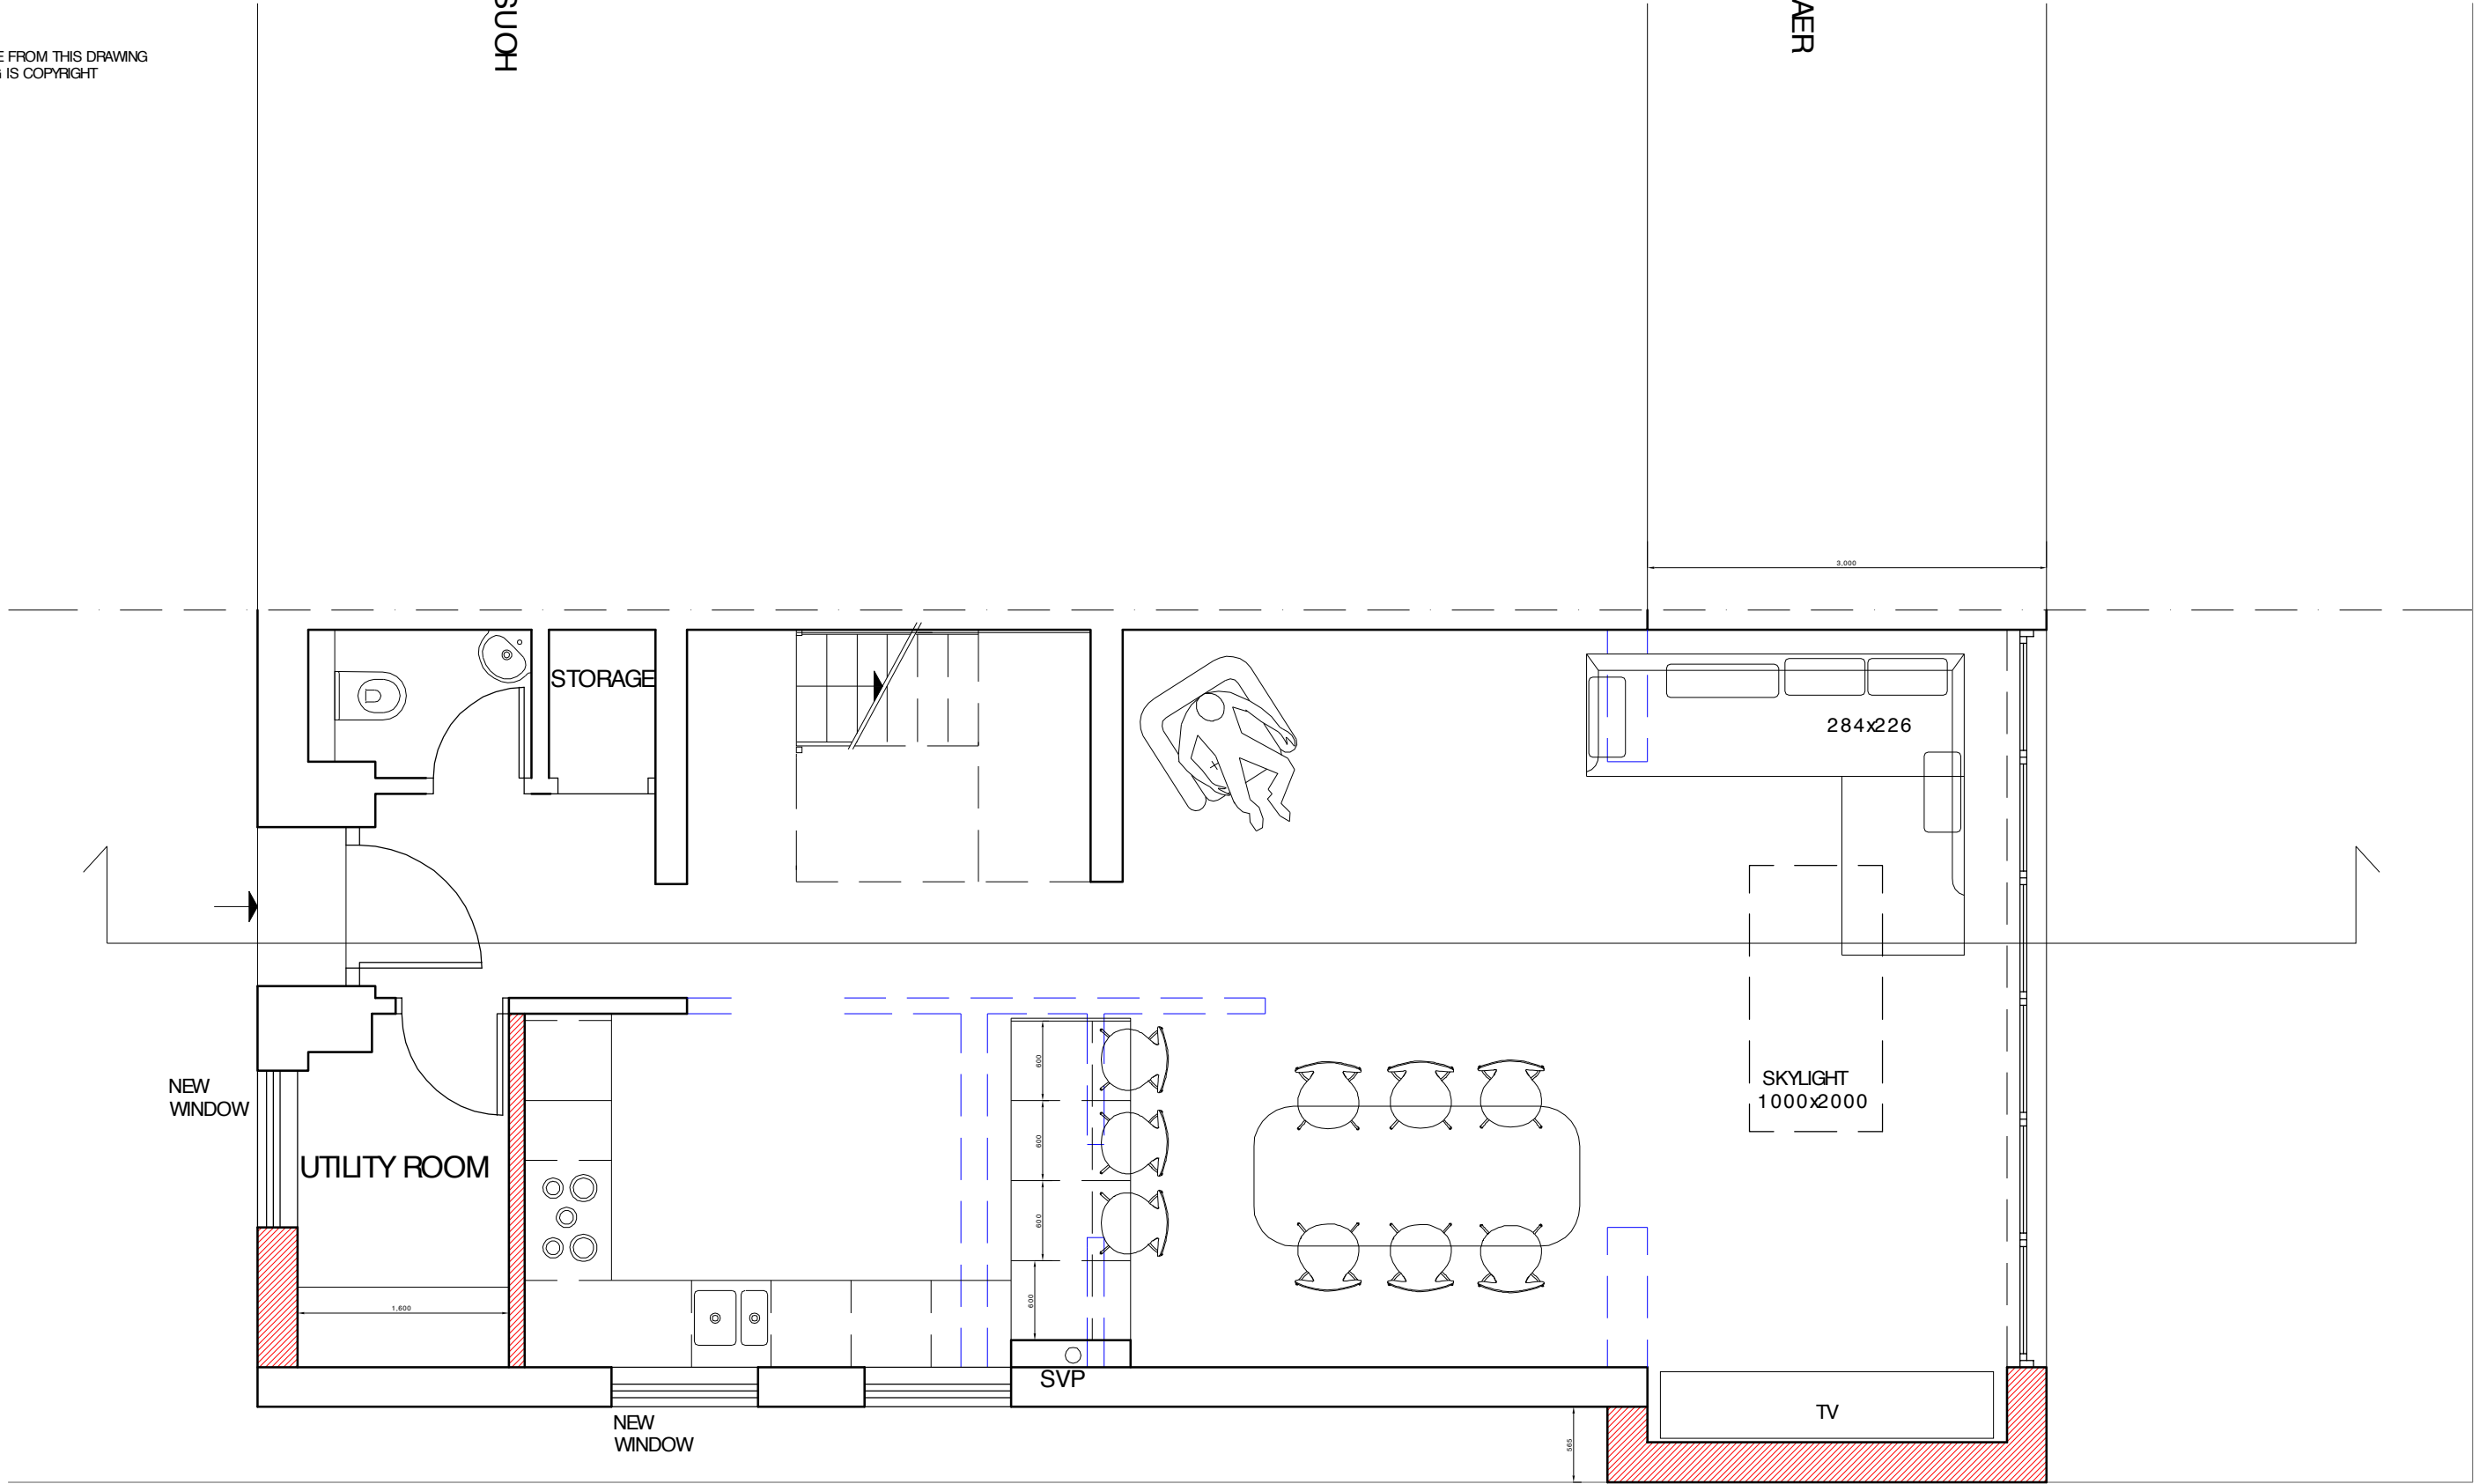 FROM THIS DRAWING
IS COPYRIGHT
SUOH
AER
3,000
STORAGE
284x226
NEW
WINDOW
UTILITY ROOM
SKYLIGHT
1000x2000
600
600
600
600
1,600
SVP
NEW
WINDOW
TV
565